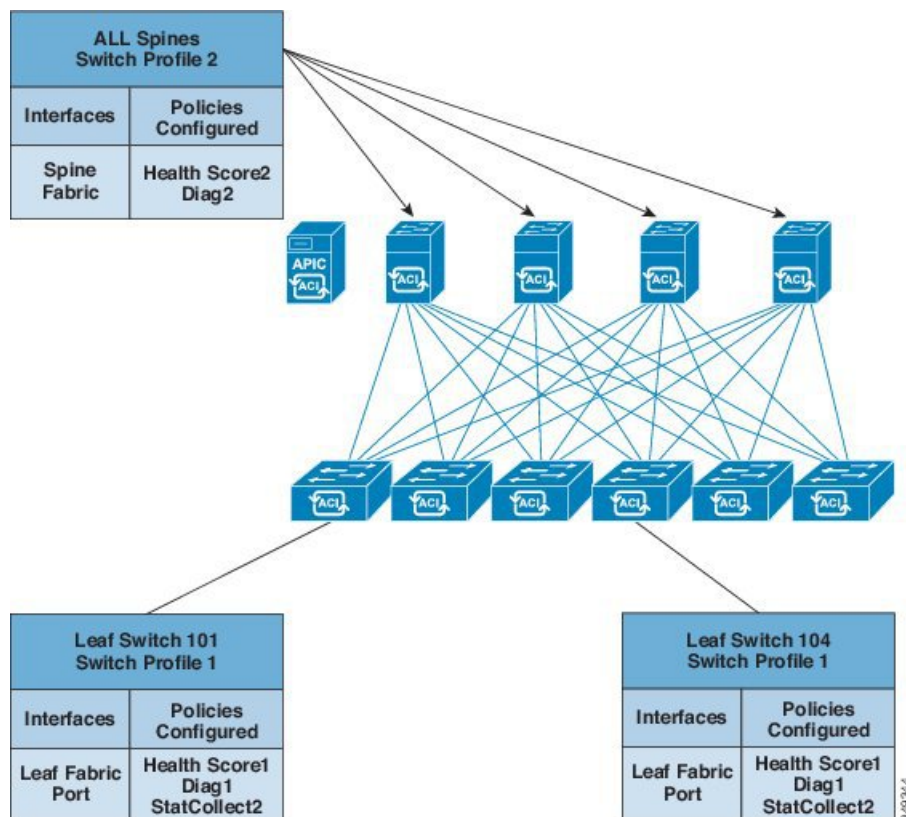 ALL Spines
Switch Profile 2
Interfaces
Policies
Configured
Spine
Fabric
Health Score2
Diag2
APIC
ACI
ACI
ACI
ACI
ACI
ACI
ACI
ACI
ACI
ACI
ACI
Leaf Switch 101
Switch Profile 1
Interfaces
Policies
Configured
Leaf Fabric
Port
Health Score1
Diag1
StatCollect2
Leaf Switch 104
Switch Profile 1
Interfaces
Policies
Configured
Leaf Fabric
Port
Health Score1
Diag1
StatCollect2